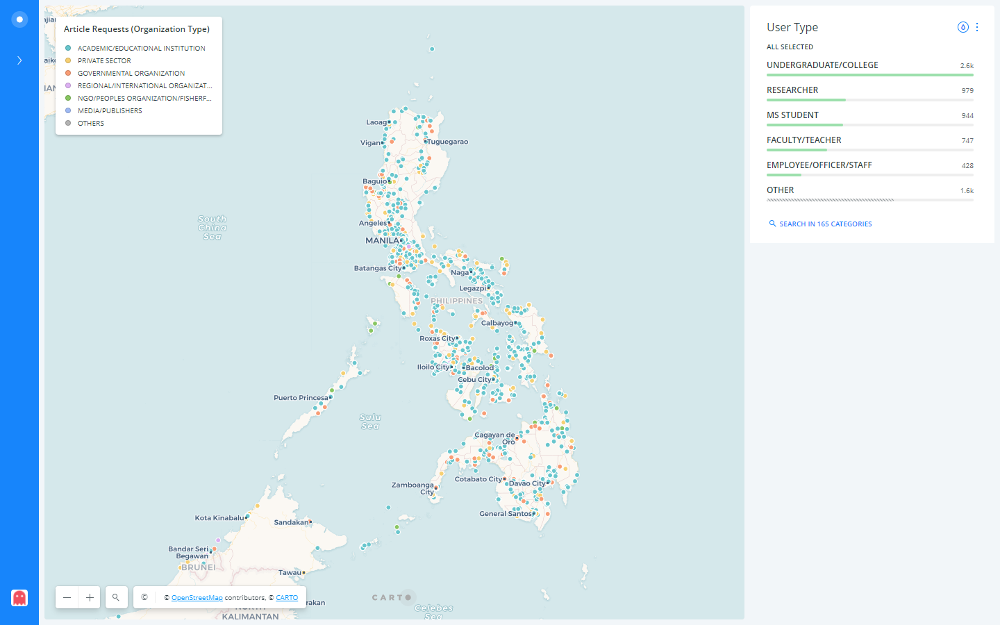 Article Requests (Organization Type)
ACADEMIC/EDUCATIONAL INSTITUTION
PRIVATE SECTOR
GOVERNMENTAL ORGANIZATION
REGIONAL/INTERNATIONAL ORGANIZAT...
NGO/PEOPLES ORGANIZATION/FISHERF...
MEDIA/PUBLISHERS
OTHERS
Laoag
Vigan
Tuguegarao
Baguio
South
China
Sea
Angeles
MANILA
Batangas City
Naga
Legazpi
PHILIPPINES
Calbayog
Roxas City
Iloilo City
Bacolod
Cebu City
Puerto Princesa
Sulu
Sea
Cagayan de
Oro
Cotabato City
Davao City
Zamboanga
City
General Santos
Kota Kinabalu
Sandakan
Bandar Seri
Begawan
BRUNEI
Tawau
rakan
NORTH
KALIMANTAN
Celebes
Sea
CARTO
© © OpenStreetMap contributors, © CARTO
User Type
ALL SELECTED
UNDERGRADUATE/COLLEGE 2.6k
RESEARCHER 979
MS STUDENT 944
FACULTY/TEACHER 747
EMPLOYEE/OFFICER/STAFF 428
OTHER 1.6k
SEARCH IN 165 CATEGORIES